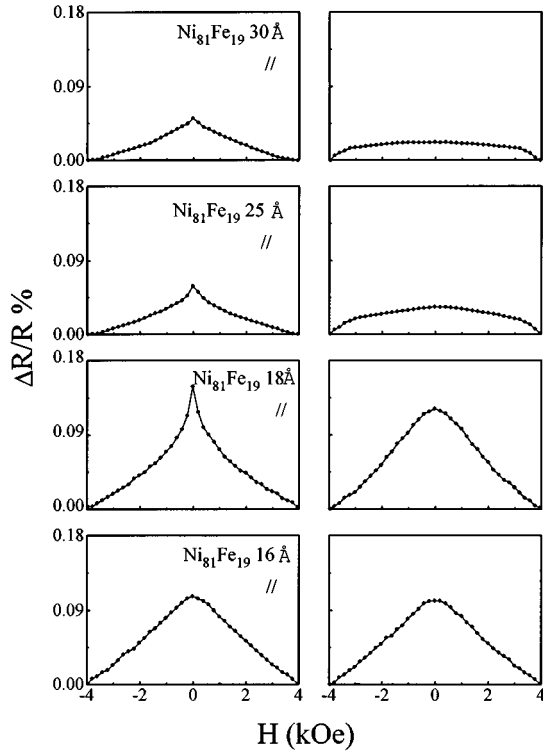 0.18
Ni81Fe19 30 Å
//
0.09
0.00
0.18
Ni81Fe19 25 Å
//
0.09
0.00
ΔR/R %
0.18
Ni81Fe19 18Å
//
0.09
0.00
0.18
Ni81Fe19 16 Å
//
0.09
0.00
-4 -2 0 2 4 -4 -2 0 2 4
H (kOe)